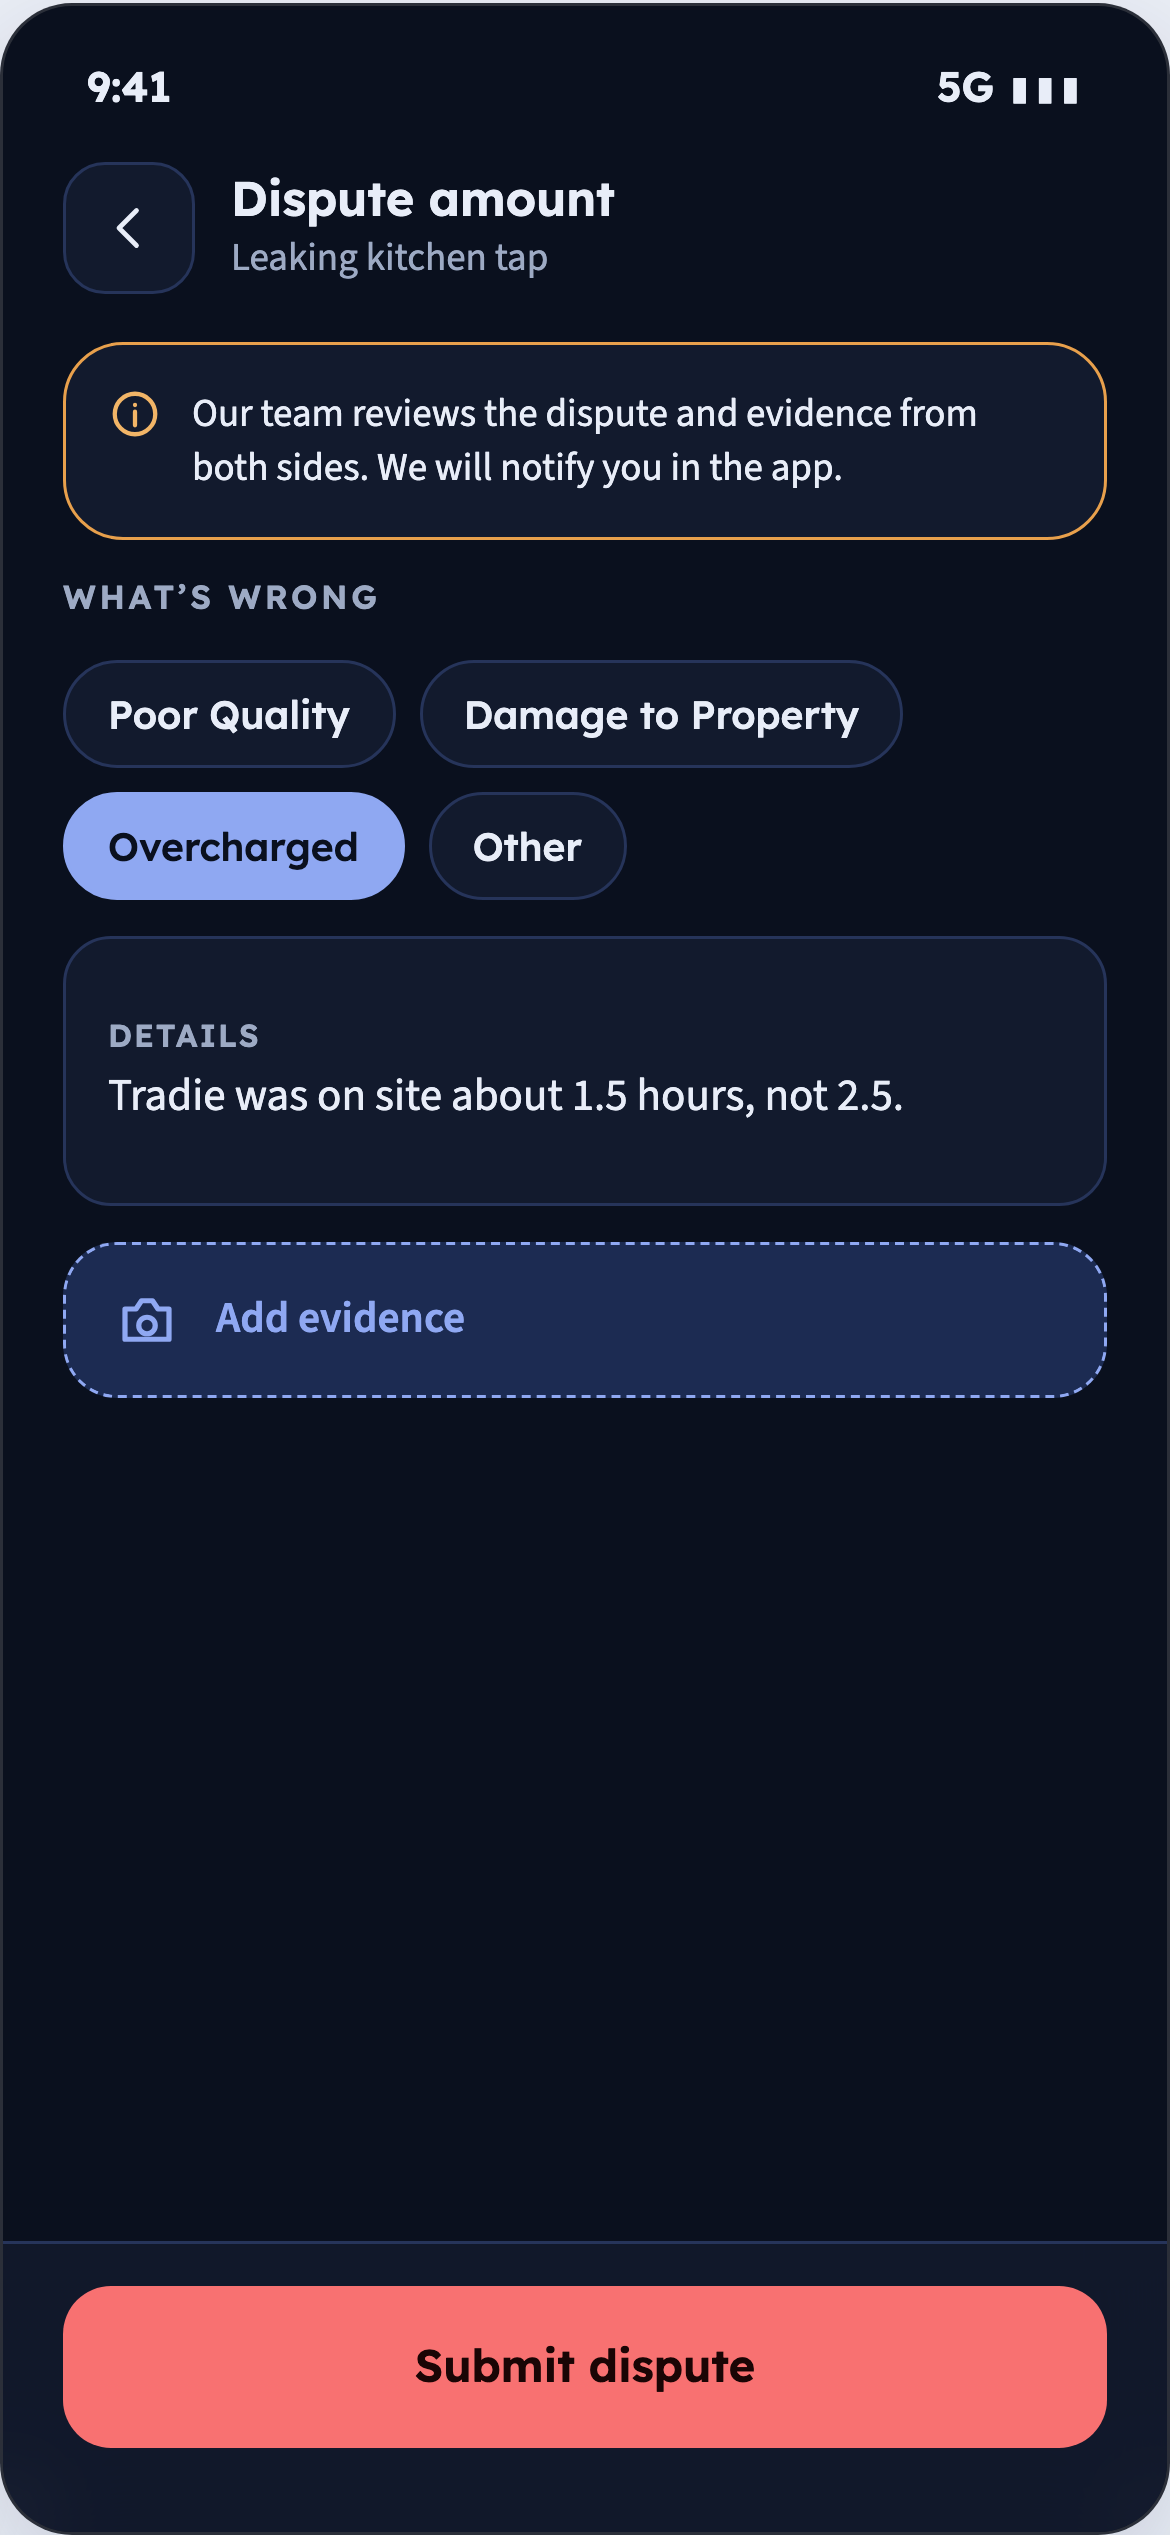 9:41
5G
Dispute amount
Leaking kitchen tap
Our team reviews the dispute and evidence from
both sides. We will notify you in the app.
WHAT’S WRONG
Poor Quality
Damage to Property
Overcharged
Other
DETAILS
Tradie was on site about 1.5 hours, not 2.5.
Add evidence
Submit dispute